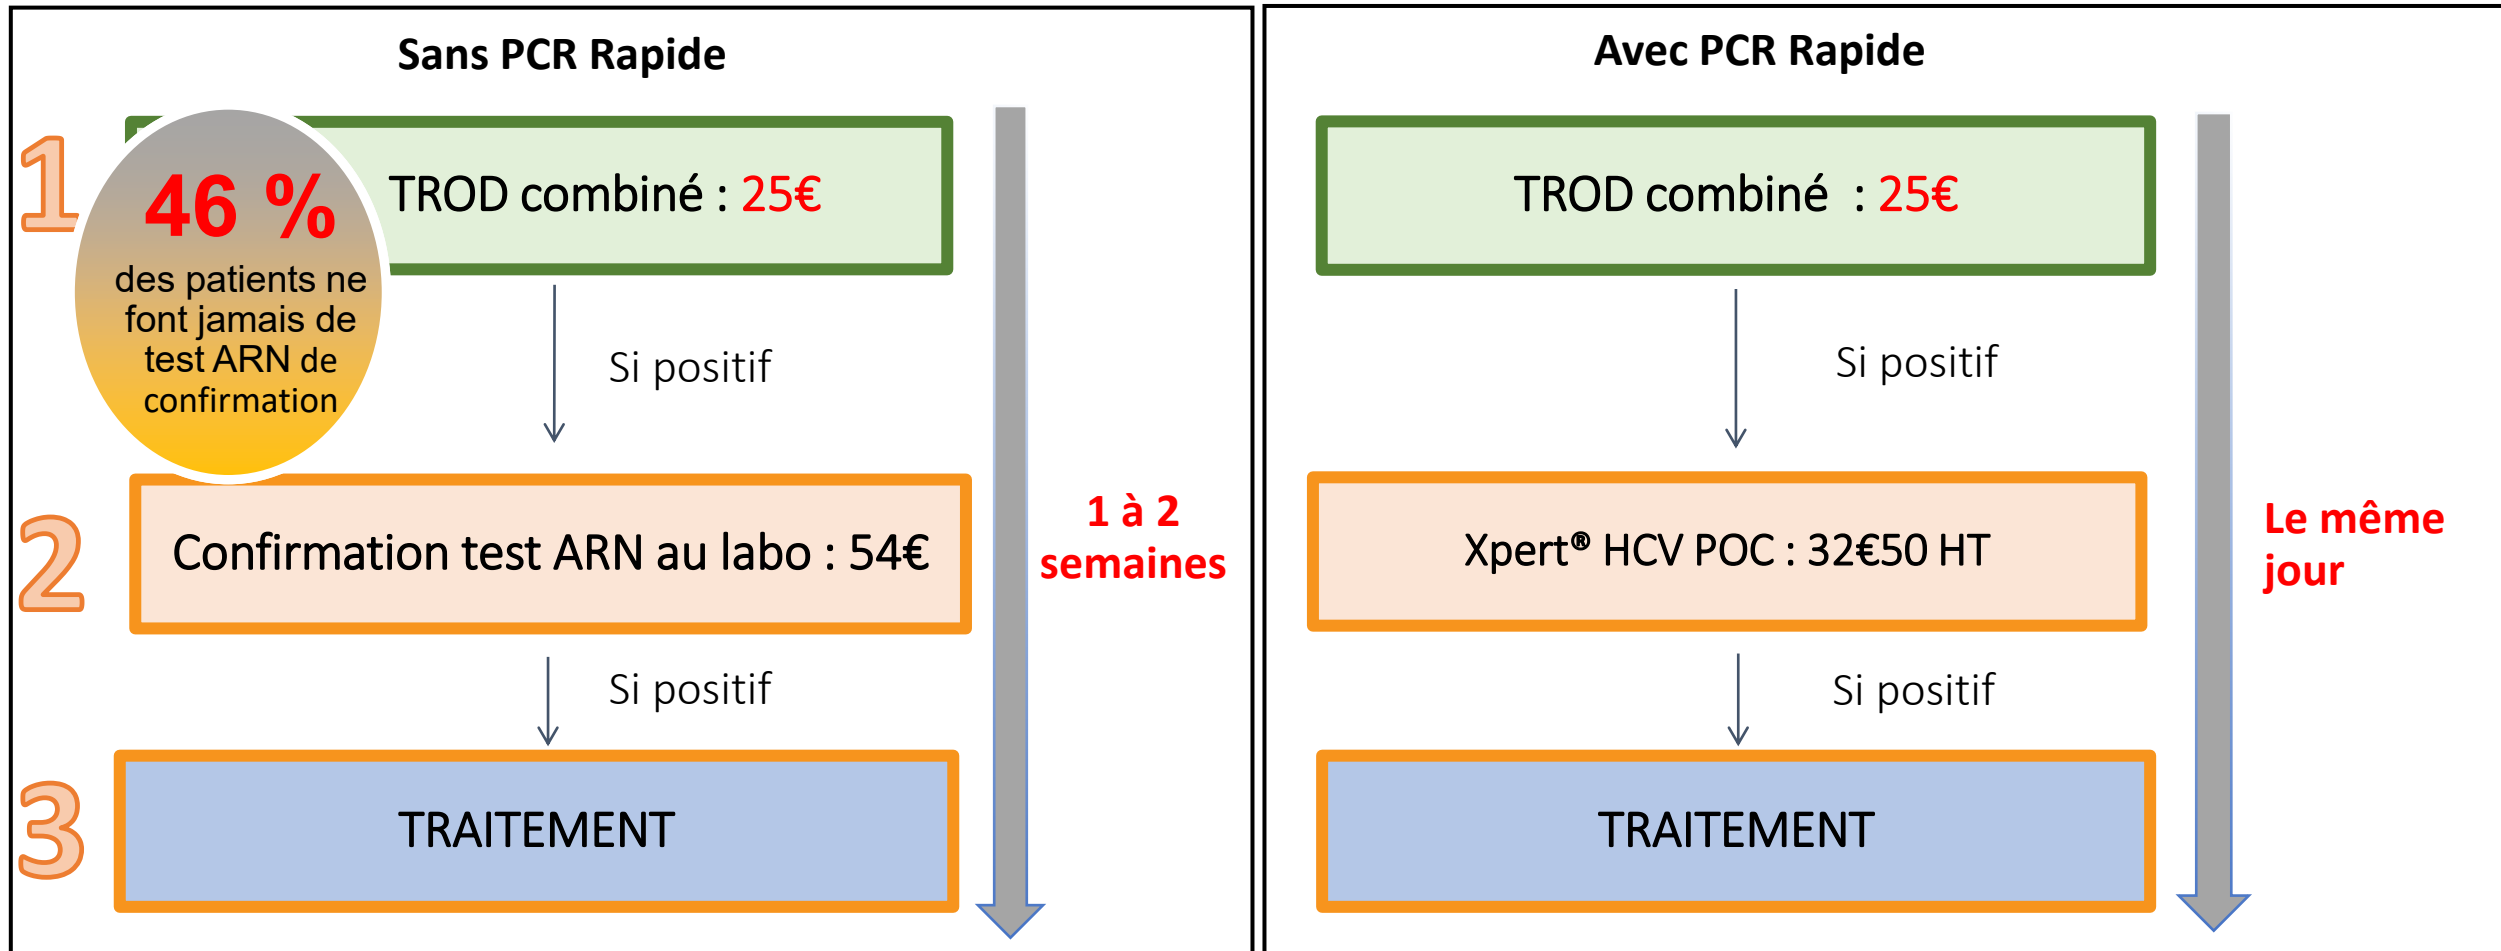 Sans PCR Rapide
1
46 %
des patients ne
font jamais de
test ARN de
confirmation
TROD combiné : 25€
Si positif
2
Confirmation test ARN au labo : 54€
1 à 2
semaines
Si positif
3
TRAITEMENT
Avec PCR Rapide
TROD combiné : 25€
Si positif
Xpert® HCV POC : 32€50 HT
Le même
jour
Si positif
TRAITEMENT